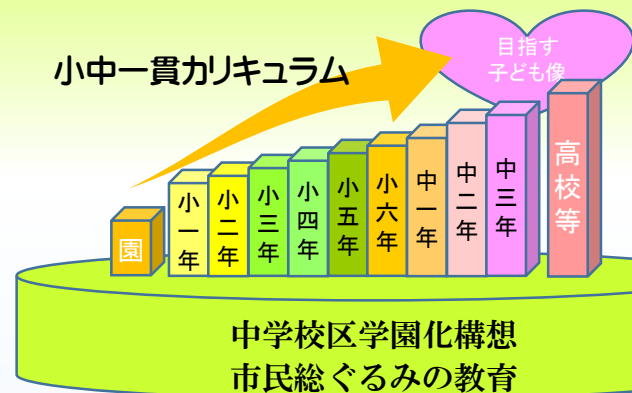 目指す
子ども像
小中一貫カリキュラム
園
小一年
小二年
小三年
小四年
小五年
小六年
中一年
中二年
中三年
高校等
中学校区学園化構想
市民総ぐるみの教育